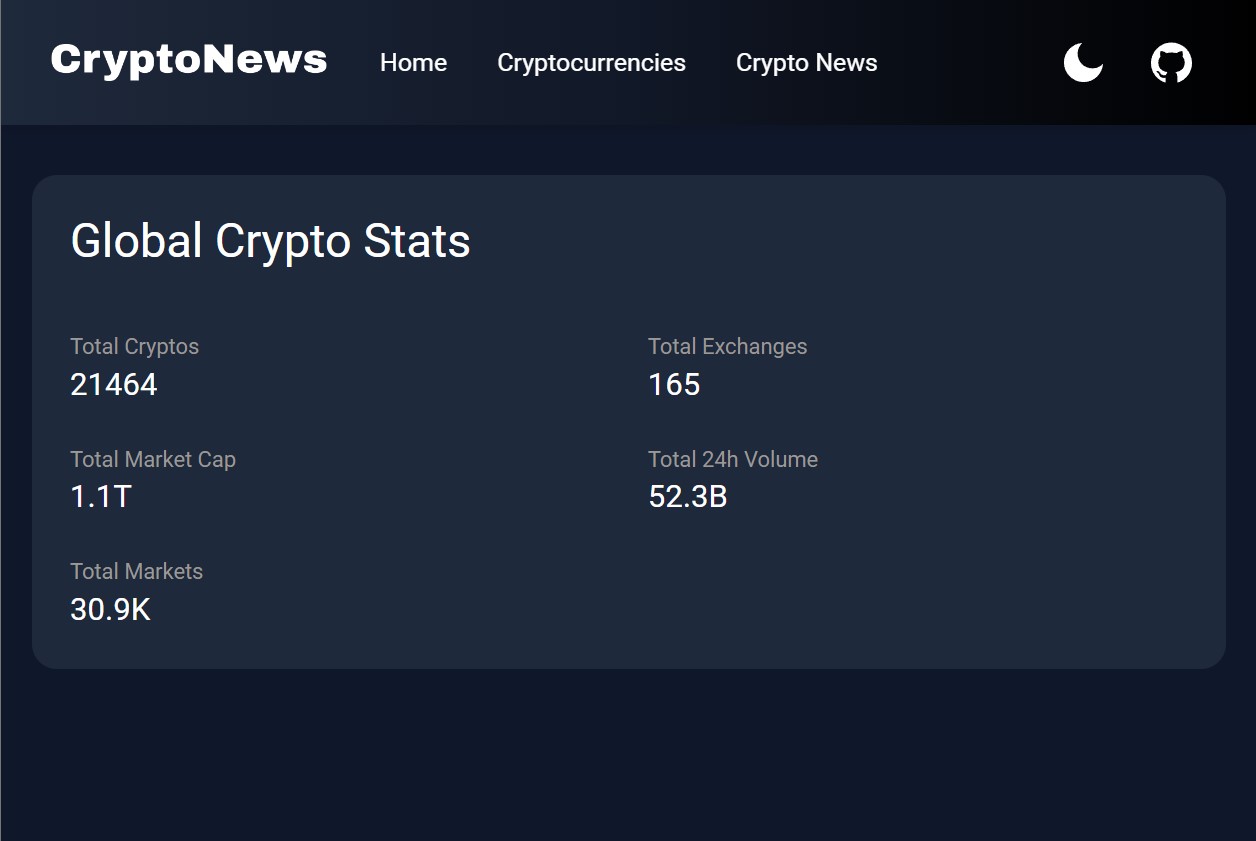 CryptoNews Home Cryptocurrencies Crypto News
Global Crypto Stats
Total Cryptos
21464
Total Exchanges
165
Total Market Cap
1.1T
Total 24h Volume
52.3B
Total Markets
30.9K